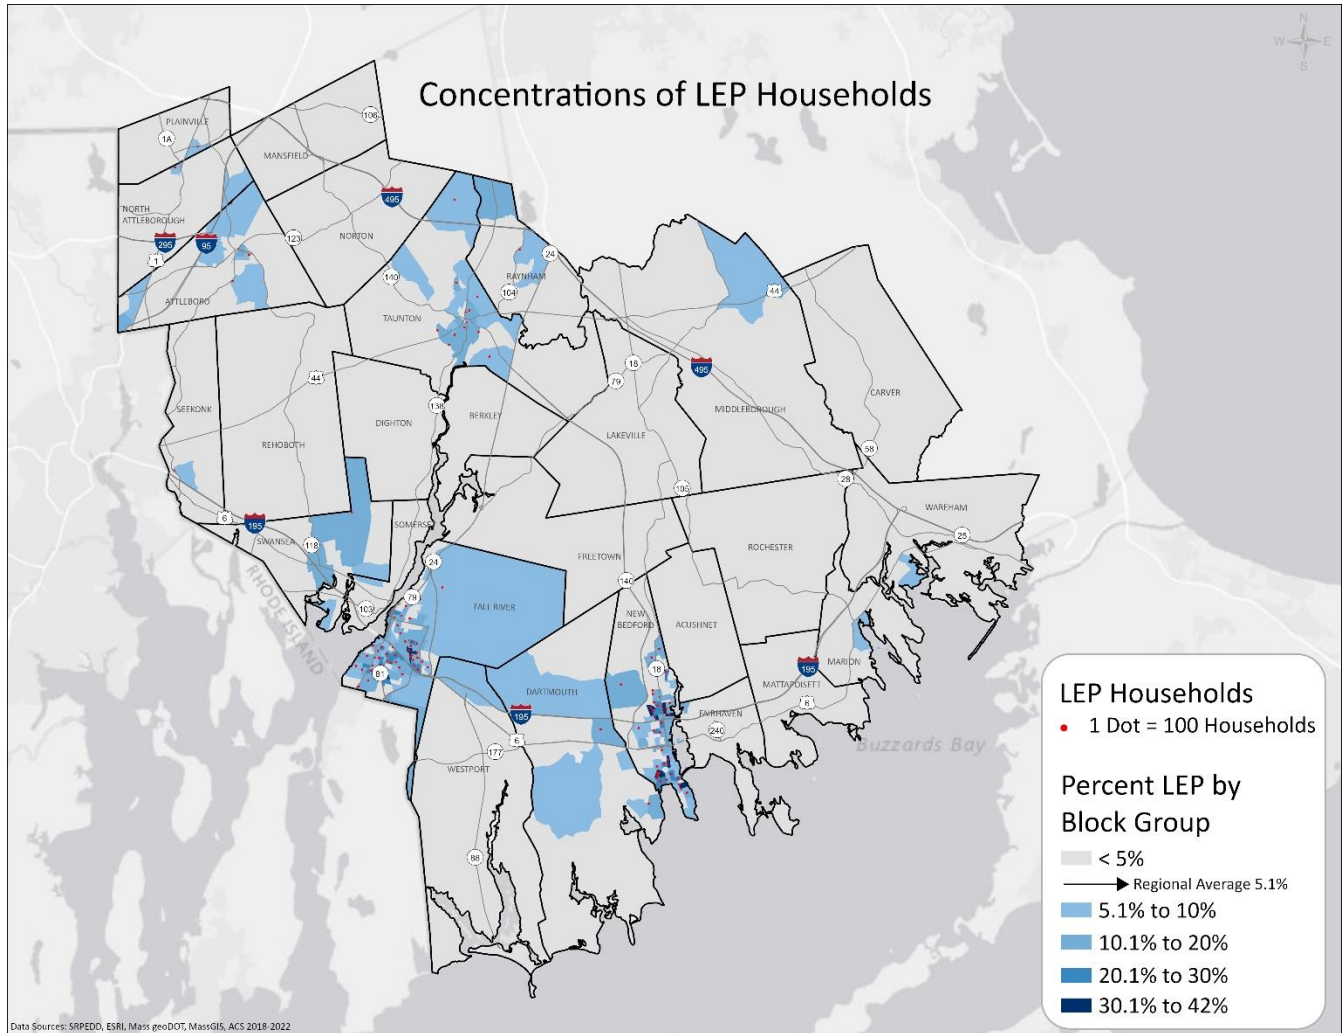 Concentrations of LEP Households
N
W E
S
PLAINVILLE
1A
106
MANSFIELD
495
NORTH
ATTLEBOROUGH
NORTON
123
295
95
1
24
RAYNHAM
140
104
44
ATTLEBORO
TAUNTON
18
495
44
79
CARVER
SEEKONK
138
BERKLEY
MIDDLEBOROUGH
DIGHTON
REHOBOTH
LAKEVILLE
58
28
105
6
195
SOMERSET
WAREHAM
25
SWANSEA
118
ROCHESTER
FREETOWN
24
140
RHODE ISLAND
79
103
FALL RIVER
NEW
BEDFORD
ACUSHNET
18
195
MARION
81
DARTMOUTH
MATTAPOISETT
6
195
FAIRHAVEN
240
6
177
Buzzards Bay
WESTPORT
88
LEP Households
1 Dot = 100 Households
Percent LEP by
Block Group
< 5%
Regional Average 5.1%
5.1% to 10%
10.1% to 20%
20.1% to 30%
30.1% to 42%
Data Sources: SRPEDD, ESRI, Mass geoDOT, MassGIS, ACS 2018-2022